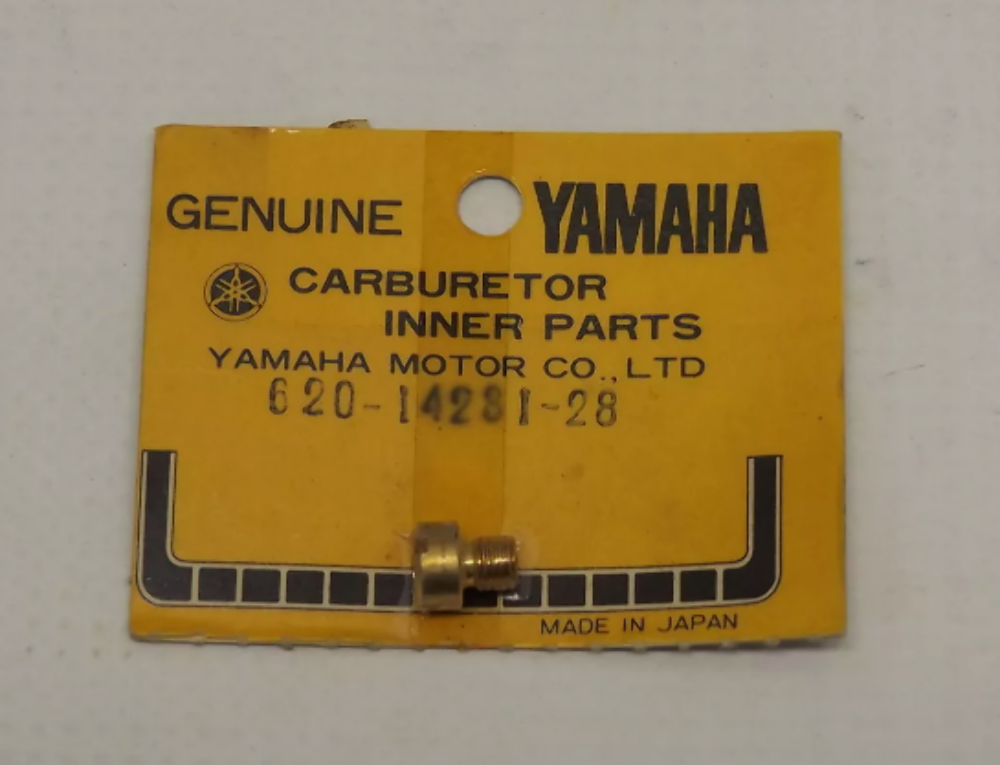 GENUINE YAMAHA
CARBURETOR
INNER PARTS
YAMAHA MOTOR CO., LTD
620-14231-28
MADE IN JAPAN